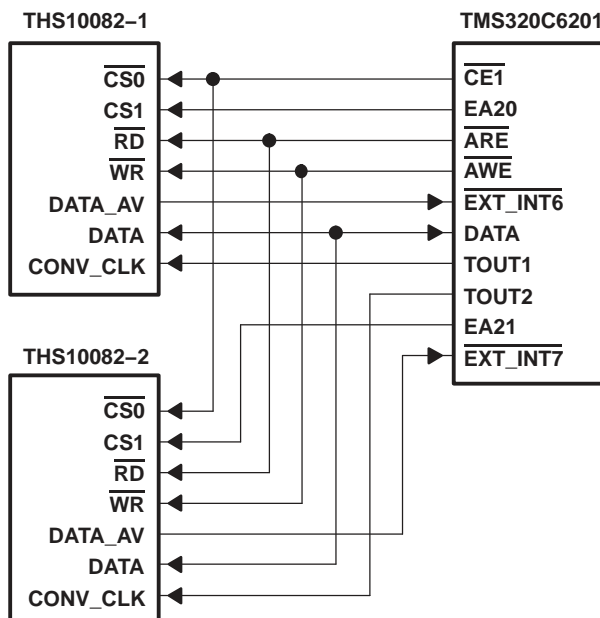 THS10082–1
CS0
CS1
RD
WR
DATA_AV
DATA
CONV_CLK
TMS320C6201
CE1
EA20
ARE
AWE
EXT_INT6
DATA
TOUT1
TOUT2
EA21
EXT_INT7
THS10082–2
CS0
CS1
RD
WR
DATA_AV
DATA
CONV_CLK